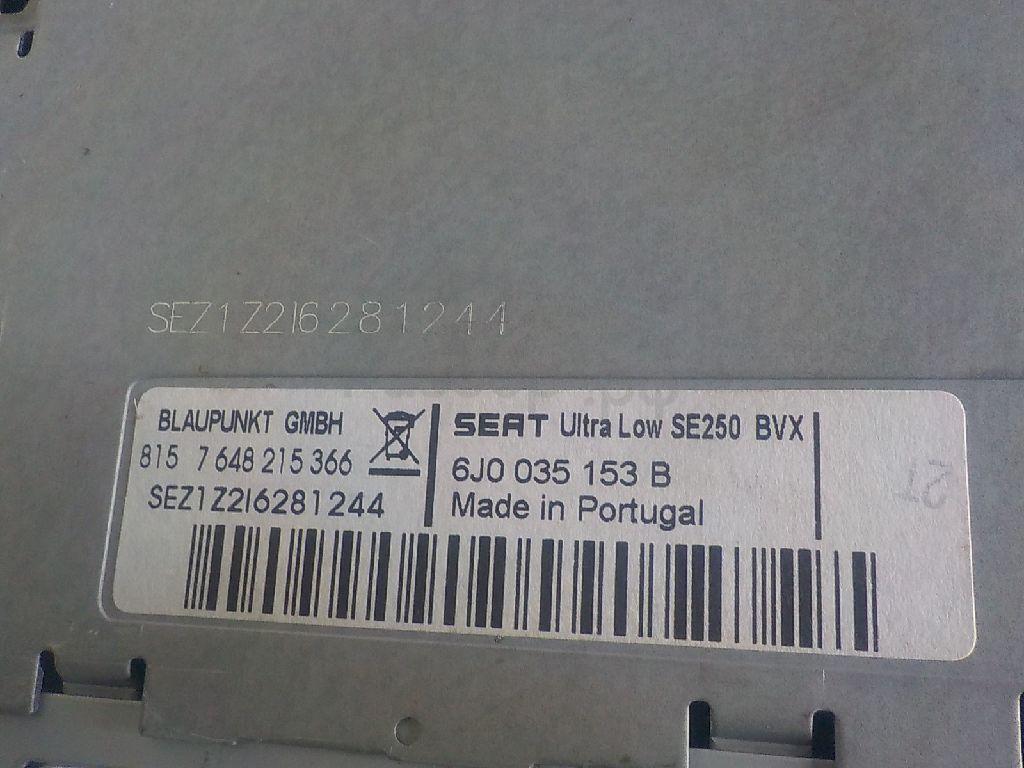 SEZ1Z2I6281244
BLAUPUNKT GMBH
815 7 648 215 366
SEZ1Z2I6281244
SEAT Ultra Low SE250 BVX
6J0 035 153 B
Made in Portugal